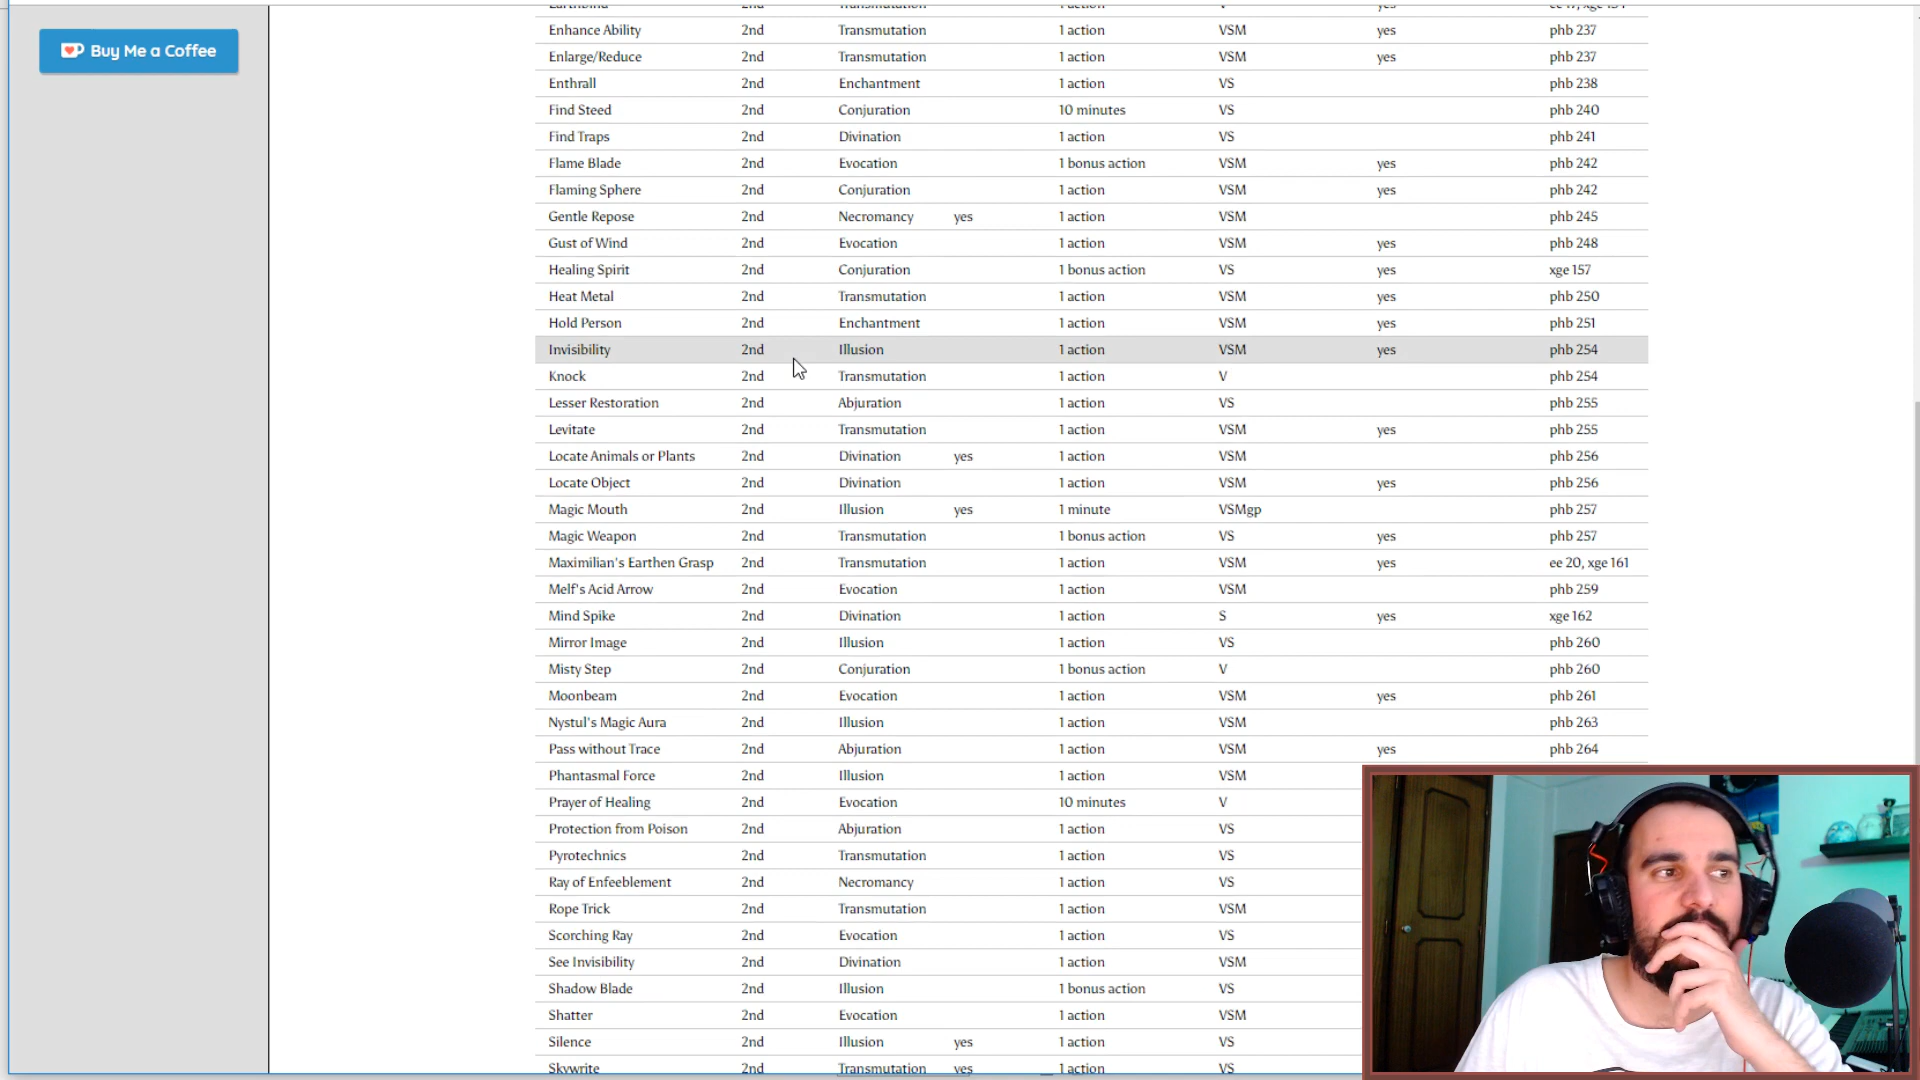 Buy Me a Coffee
Enhance Ability 2nd Transmutation 1 action VSM yes phb 237
Enlarge/Reduce 2nd Transmutation 1 action VSM yes phb 237
Enthrall 2nd Enchantment 1 action VS phb 238
Find Steed 2nd Conjuration 10 minutes VS phb 240
Find Traps 2nd Divination 1 action VS phb 241
Flame Blade 2nd Evocation 1 bonus action VSM yes phb 242
Flaming Sphere 2nd Conjuration 1 action VSM yes phb 242
Gentle Repose 2nd Necromancy yes 1 action VSM phb 245
Gust of Wind 2nd Evocation 1 action VSM yes phb 248
Healing Spirit 2nd Conjuration 1 bonus action VS yes xge 157
Heat Metal 2nd Transmutation 1 action VSM yes phb 250
Hold Person 2nd Enchantment 1 action VSM yes phb 251
Invisibility 2nd Illusion 1 action VSM yes phb 254
Knock 2nd Transmutation 1 action V phb 254
Lesser Restoration 2nd Abjuration 1 action VS phb 255
Levitate 2nd Transmutation 1 action VSM yes phb 255
Locate Animals or Plants 2nd Divination yes 1 action VSM phb 256
Locate Object 2nd Divination 1 action VSM yes phb 256
Magic Mouth 2nd Illusion yes 1 minute VSMgp phb 257
Magic Weapon 2nd Transmutation 1 bonus action VS yes phb 257
Maximilian's Earthen Grasp 2nd Transmutation 1 action VSM yes ee 20, xge 161
Melf's Acid Arrow 2nd Evocation 1 action VSM phb 259
Mind Spike 2nd Divination 1 action S yes xge 162
Mirror Image 2nd Illusion 1 action VS phb 260
Misty Step 2nd Conjuration 1 bonus action V phb 260
Moonbeam 2nd Evocation 1 action VSM yes phb 261
Nystul's Magic Aura 2nd Illusion 1 action VSM phb 263
Pass without Trace 2nd Abjuration 1 action VSM yes phb 264
Phantasmal Force 2nd Illusion 1 action VSM
Prayer of Healing 2nd Evocation 10 minutes V
Protection from Poison 2nd Abjuration 1 action VS
Pyrotechnics 2nd Transmutation 1 action VS
Ray of Enfeeblement 2nd Necromancy 1 action VS
Rope Trick 2nd Transmutation 1 action VSM
Scorching Ray 2nd Evocation 1 action VS
See Invisibility 2nd Divination 1 action VSM
Shadow Blade 2nd Illusion 1 bonus action VS
Shatter 2nd Evocation 1 action VSM
Silence 2nd Illusion yes 1 action VS
Skywrite 2nd Transmutation yes 1 action VS